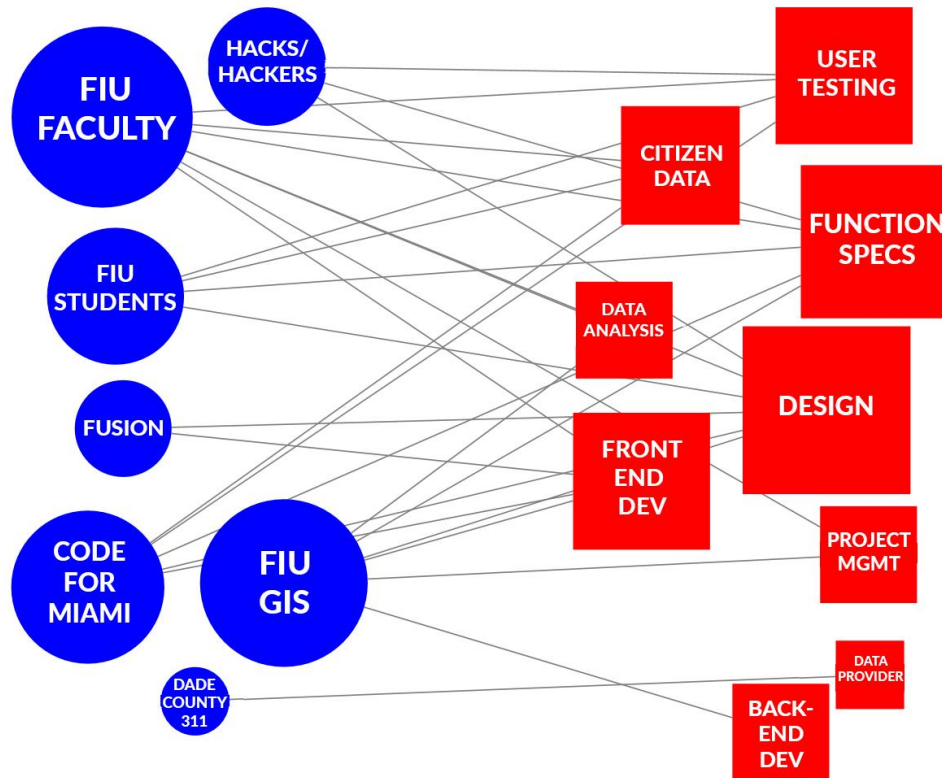 FIU
FACULTY
HACKS/
HACKERS
USER
TESTING
CITIZEN
DATA
FUNCTION
SPECS
FIU
STUDENTS
DATA
ANALYSIS
DESIGN
FUSION
FRONT
END
DEV
CODE
FOR
MIAMI
FIU
GIS
PROJECT
MGMT
DADE
COUNTY
311
DATA
PROVIDER
BACK-
END
DEV